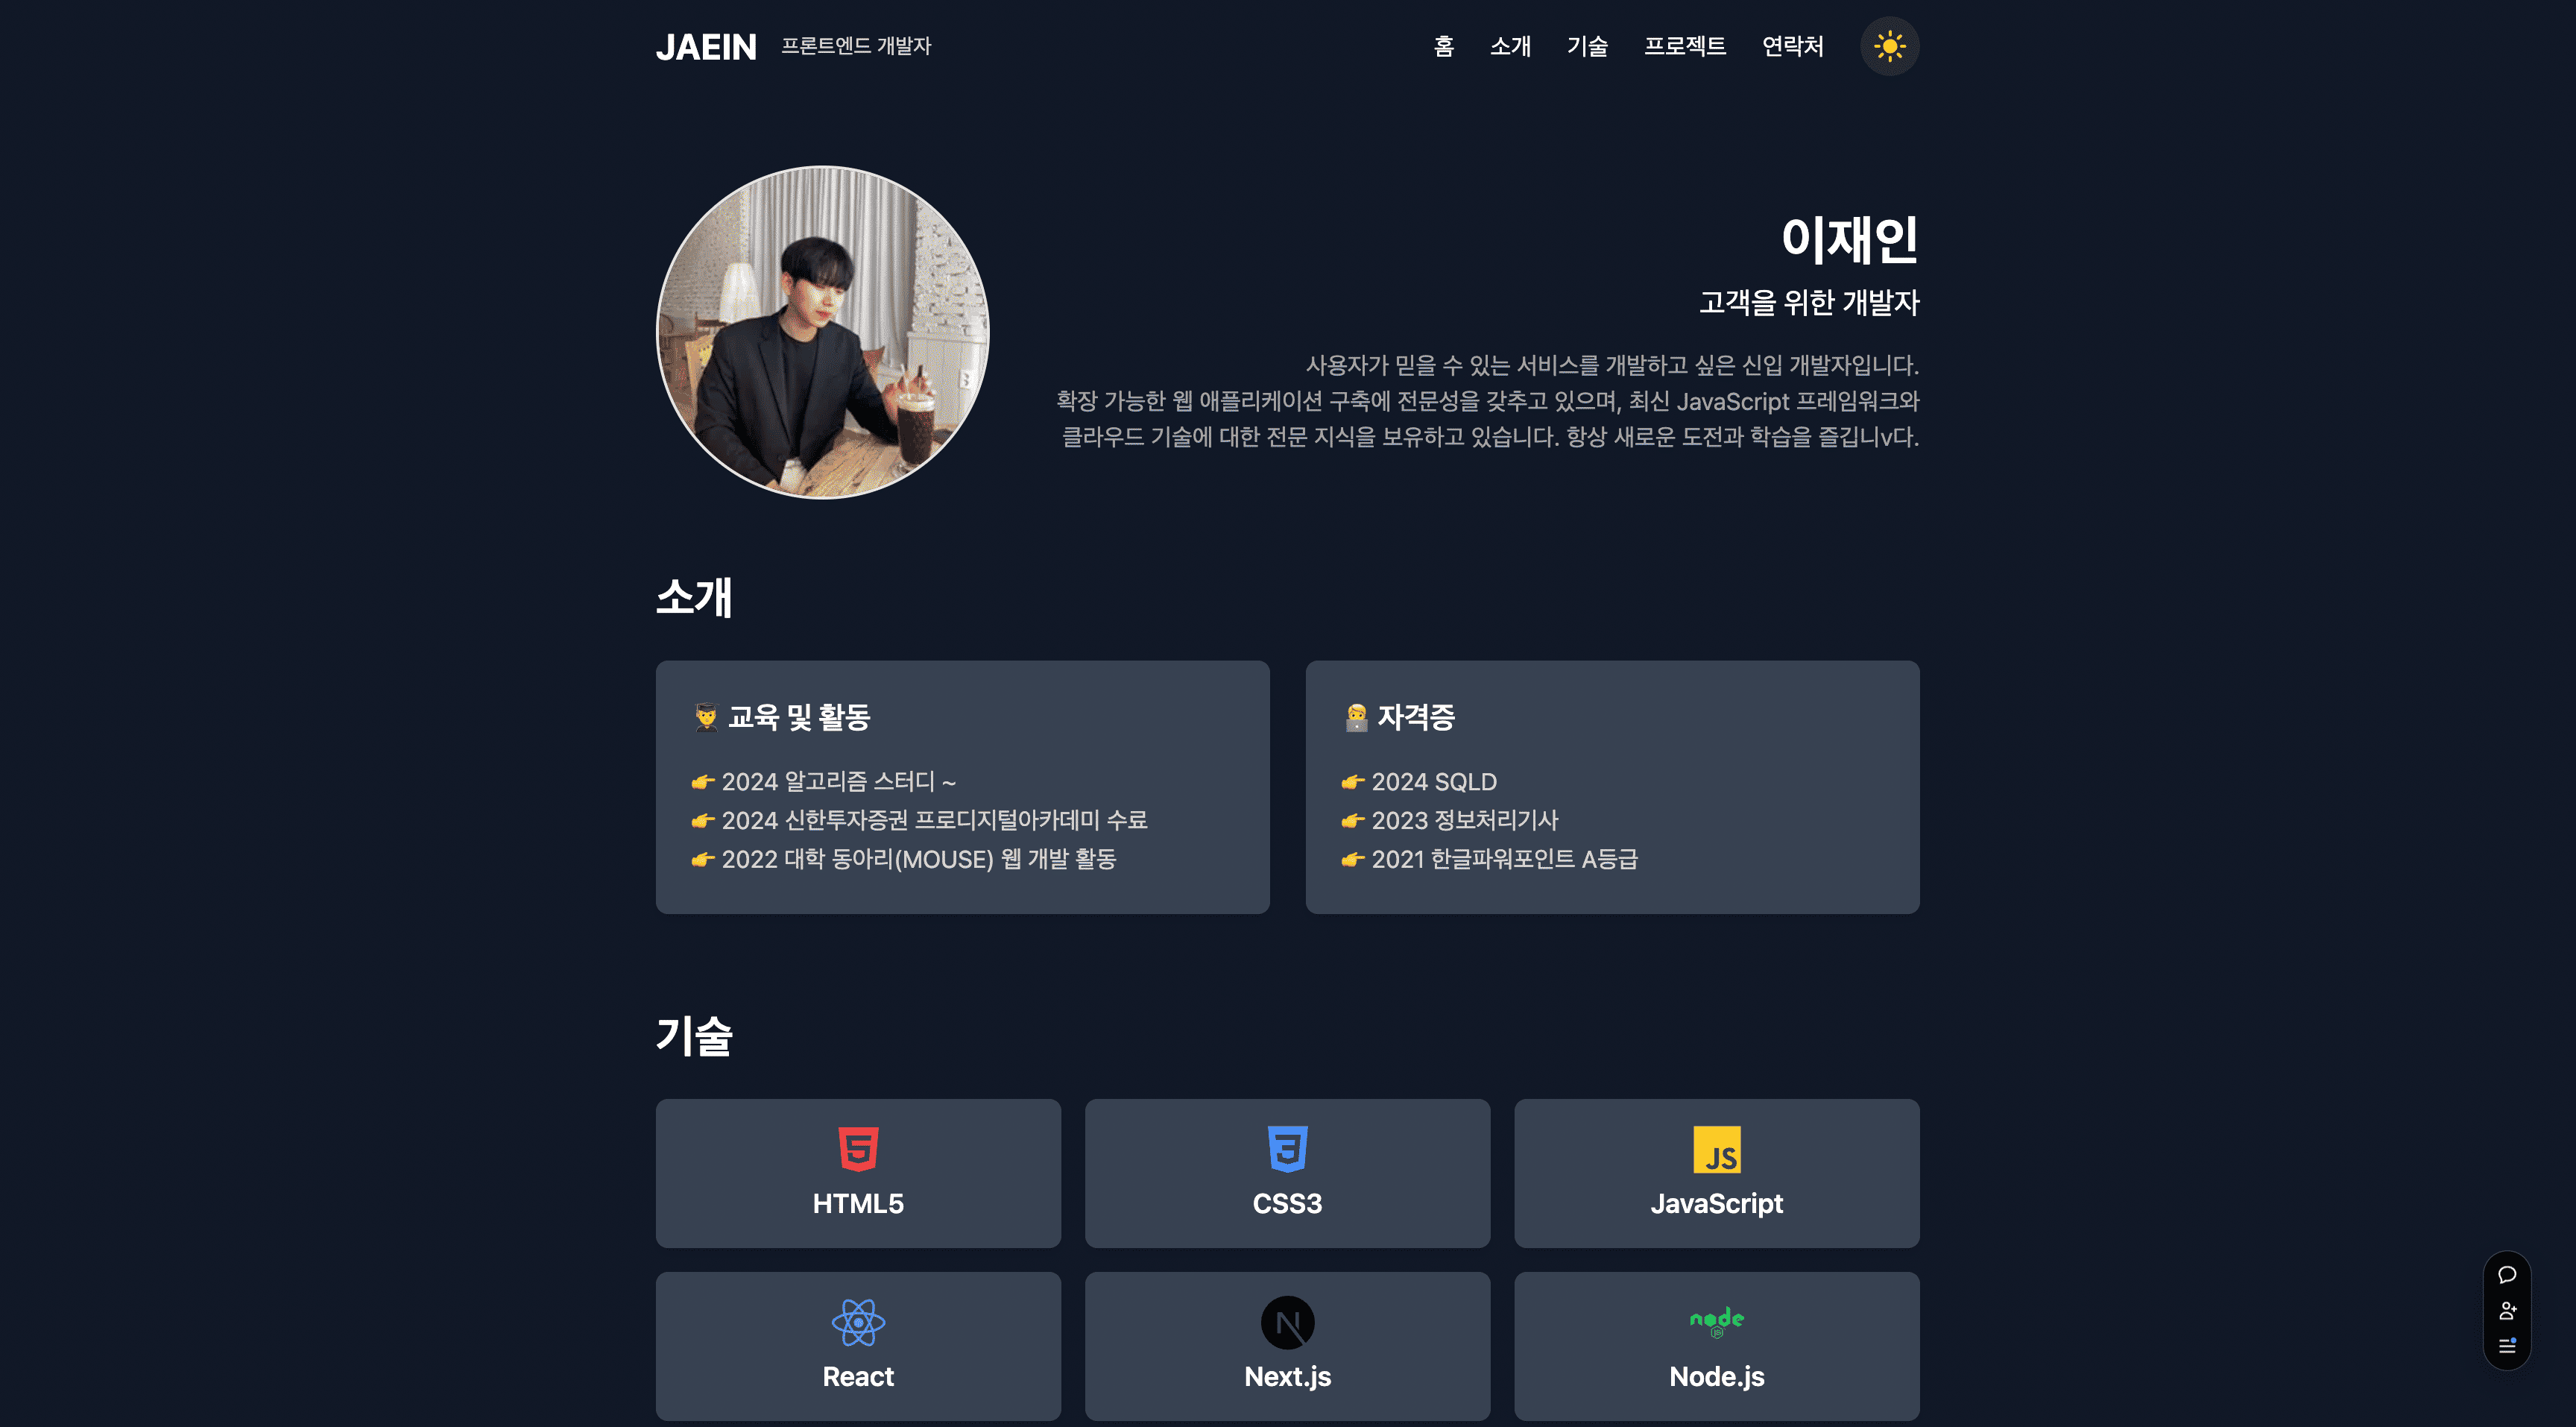 JAEIN 프론트엔드 개발자
홈 소개 기술 프로젝트 연락처
이재인
고객을 위한 개발자
사용자가 믿을 수 있는 서비스를 개발하고 싶은 신입 개발자입니다.
확장 가능한 웹 애플리케이션 구축에 전문성을 갖추고 있으며, 최신 JavaScript 프레임워크와
클라우드 기술에 대한 전문 지식을 보유하고 있습니다. 항상 새로운 도전과 학습을 즐깁니v다.
소개
👨‍🎓 교육 및 활동
👉 2024 알고리즘 스터디 ~
👉 2024 신한투자증권 프로디지털아카데미 수료
👉 2022 대학 동아리(MOUSE) 웹 개발 활동
🧑‍💻 자격증
👉 2024 SQLD
👉 2023 정보처리기사
👉 2021 한글파워포인트 A등급
기술
HTML5
CSS3
JS
JavaScript
React
N
Next.js
node
JS
Node.js